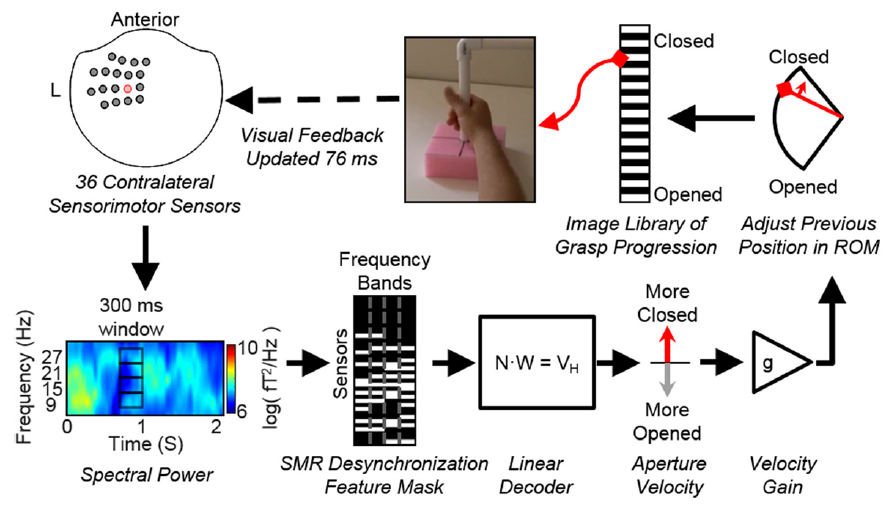 Anterior
L
36 Contralateral
Sensorimotor Sensors
Visual Feedback
Updated 76 ms
Closed
Opened
Image Library of
Grasp Progression
Closed
Opened
Adjust Previous
Position in ROM
300 ms
window
Frequency (Hz)
27
21
15
9
0
1
2
Time (S)
10
6
log( fT²/Hz)
Spectral Power
Frequency
Bands
Sensors
SMR Desynchronization
Feature Mask
N·W = V_H
Linear
Decoder
More
Closed
More
Opened
Aperture
Velocity
g
Velocity
Gain